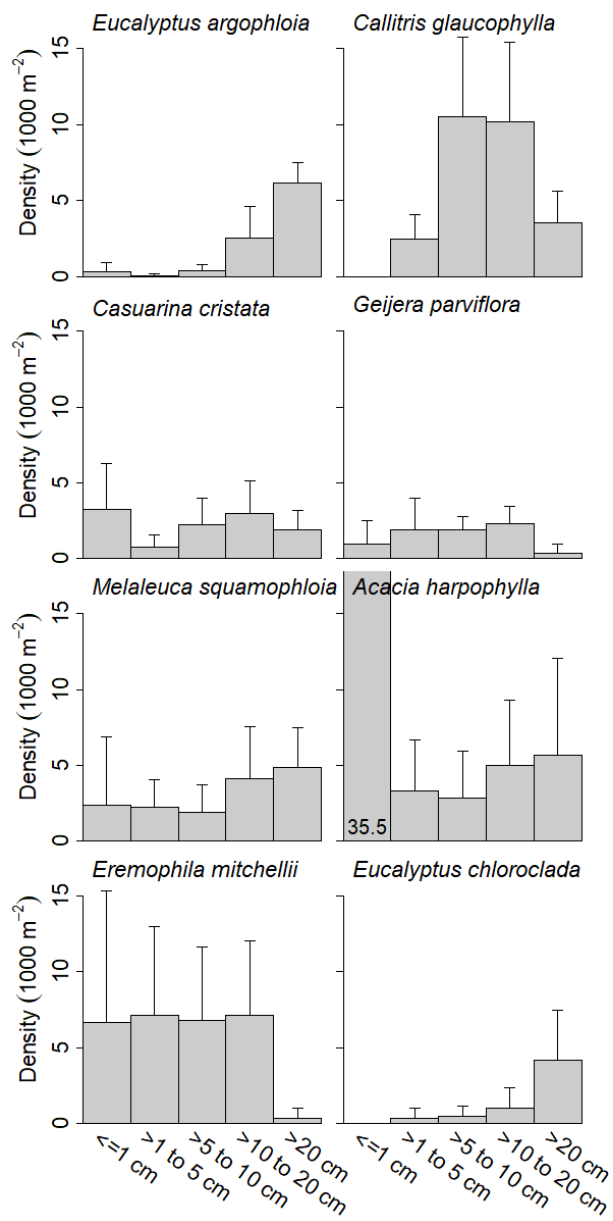 Eucalyptus argophloia
Callitris glaucophylla
Density (1000 m⁻²)
15
10
5
0
Casuarina cristata
Geijera parviflora
Density (1000 m⁻²)
15
10
5
0
Melaleuca squamophloia
Acacia harpophylla
Density (1000 m⁻²)
15
10
5
0
35.5
Eremophila mitchellii
Eucalyptus chloroclada
Density (1000 m⁻²)
15
10
5
0
<=1 cm
>1 to 5 cm
>5 to 10 cm
>10 to 20 cm
>20 cm
<=1 cm
>1 to 5 cm
>5 to 10 cm
>10 to 20 cm
>20 cm